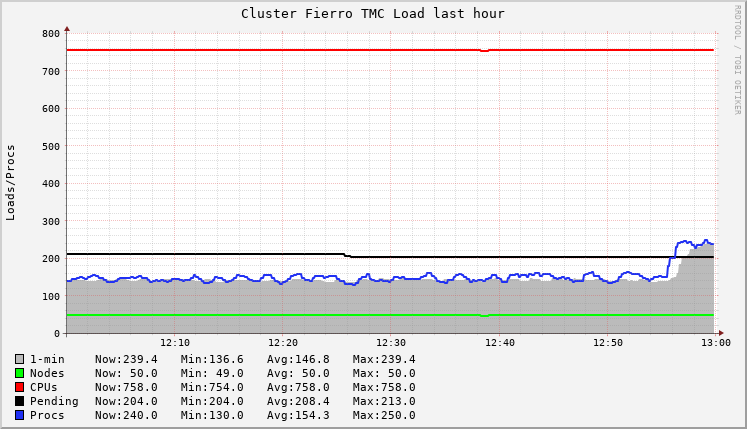 Cluster Fierro TMC Load last hour
RRDTOOL / TOBI OETIKER
Loads/Procs
800
700
600
500
400
300
200
100
0
12:10 12:20 12:30 12:40 12:50 13:00
1-min Now:239.4 Min:136.6 Avg:146.8 Max:239.4
Nodes Now: 50.0 Min: 49.0 Avg: 50.0 Max: 50.0
CPUs Now:758.0 Min:754.0 Avg:758.0 Max:758.0
Pending Now:204.0 Min:204.0 Avg:208.4 Max:213.0
Procs Now:240.0 Min:130.0 Avg:154.3 Max:250.0